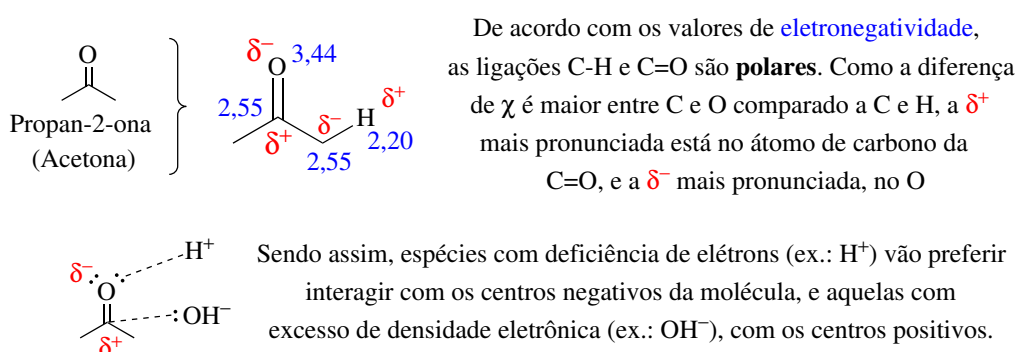 De acordo com os valores de eletronegatividade,
as ligações C-H e C=O são polares. Como a diferença
de χ é maior entre C e O comparado a C e H, a δ⁺
mais pronunciada está no átomo de carbono da
C=O, e a δ⁻ mais pronunciada, no O
O
Propan-2-ona
(Acetona)
δ⁻
3,44
O
2,55
δ⁺
δ⁻
H
δ⁺
2,20
2,55
Sendo assim, espécies com deficiência de elétrons (ex.: H⁺) vão preferir
interagir com os centros negativos da molécula, e aquelas com
excesso de densidade eletrônica (ex.: OH⁻), com os centros positivos.
H⁺
δ⁻
O
:OH⁻
δ⁺